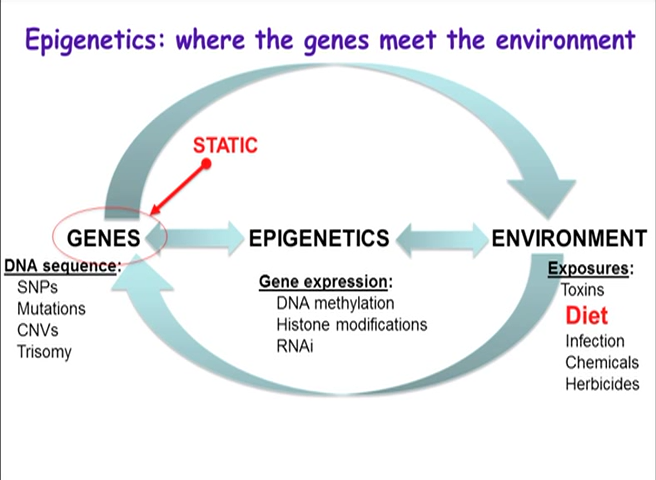 Epigenetics: where the genes meet the environment
STATIC
GENES
EPIGENETICS
ENVIRONMENT
DNA sequence:
SNPs
Mutations
CNVs
Trisomy
Gene expression:
DNA methylation
Histone modifications
RNAi
Exposures:
Toxins
Diet
Infection
Chemicals
Herbicides